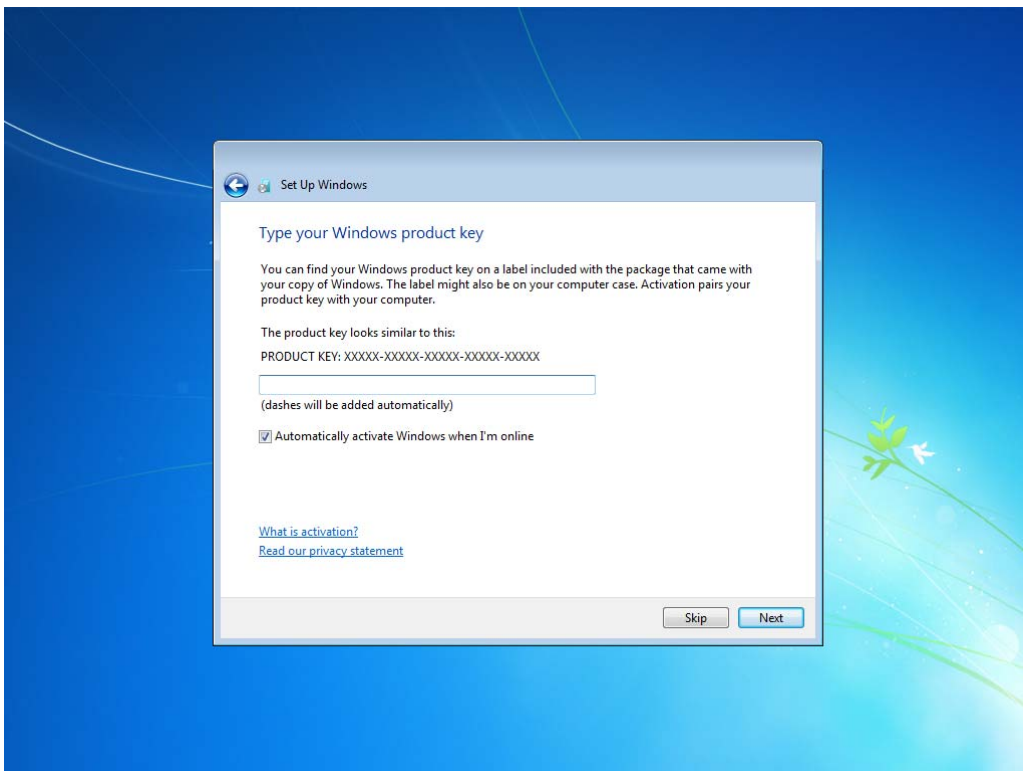 Set Up Windows
Type your Windows product key
You can find your Windows product key on a label included with the package that came with
your copy of Windows. The label might also be on your computer case. Activation pairs your
product key with your computer.
The product key looks similar to this:
PRODUCT KEY: XXXXX-XXXXX-XXXXX-XXXXX-XXXXX
(dashes will be added automatically)
Automatically activate Windows when I'm online
What is activation?
Read our privacy statement
Skip Next